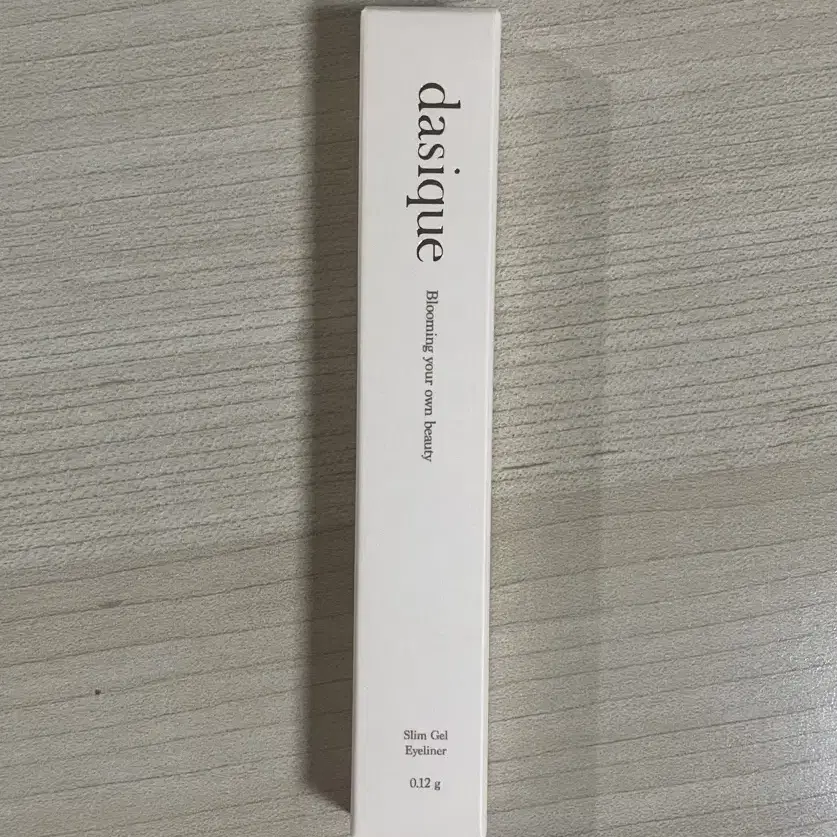 dasique
Blooming your own beauty
Slim Gel
Eyeliner
0.12 g